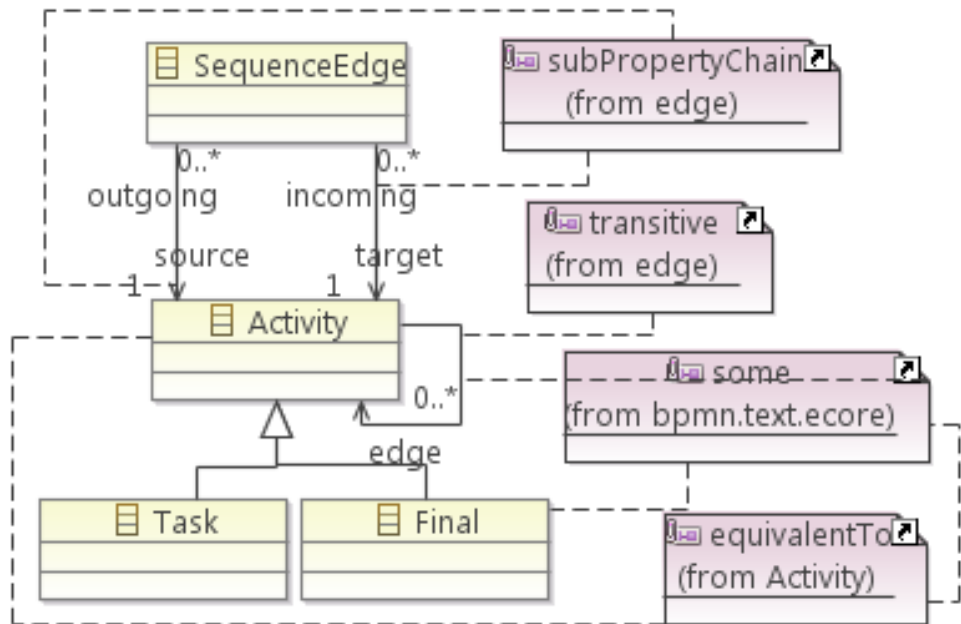 SequenceEdge
subPropertyChain
(from edge)
0..*
0..*
outgoing
incoming
transitive
(from edge)
source
target
1
1
Activity
some
(from bpmn.text.ecore)
0..*
edge
Task
Final
equivalentTo
(from Activity)